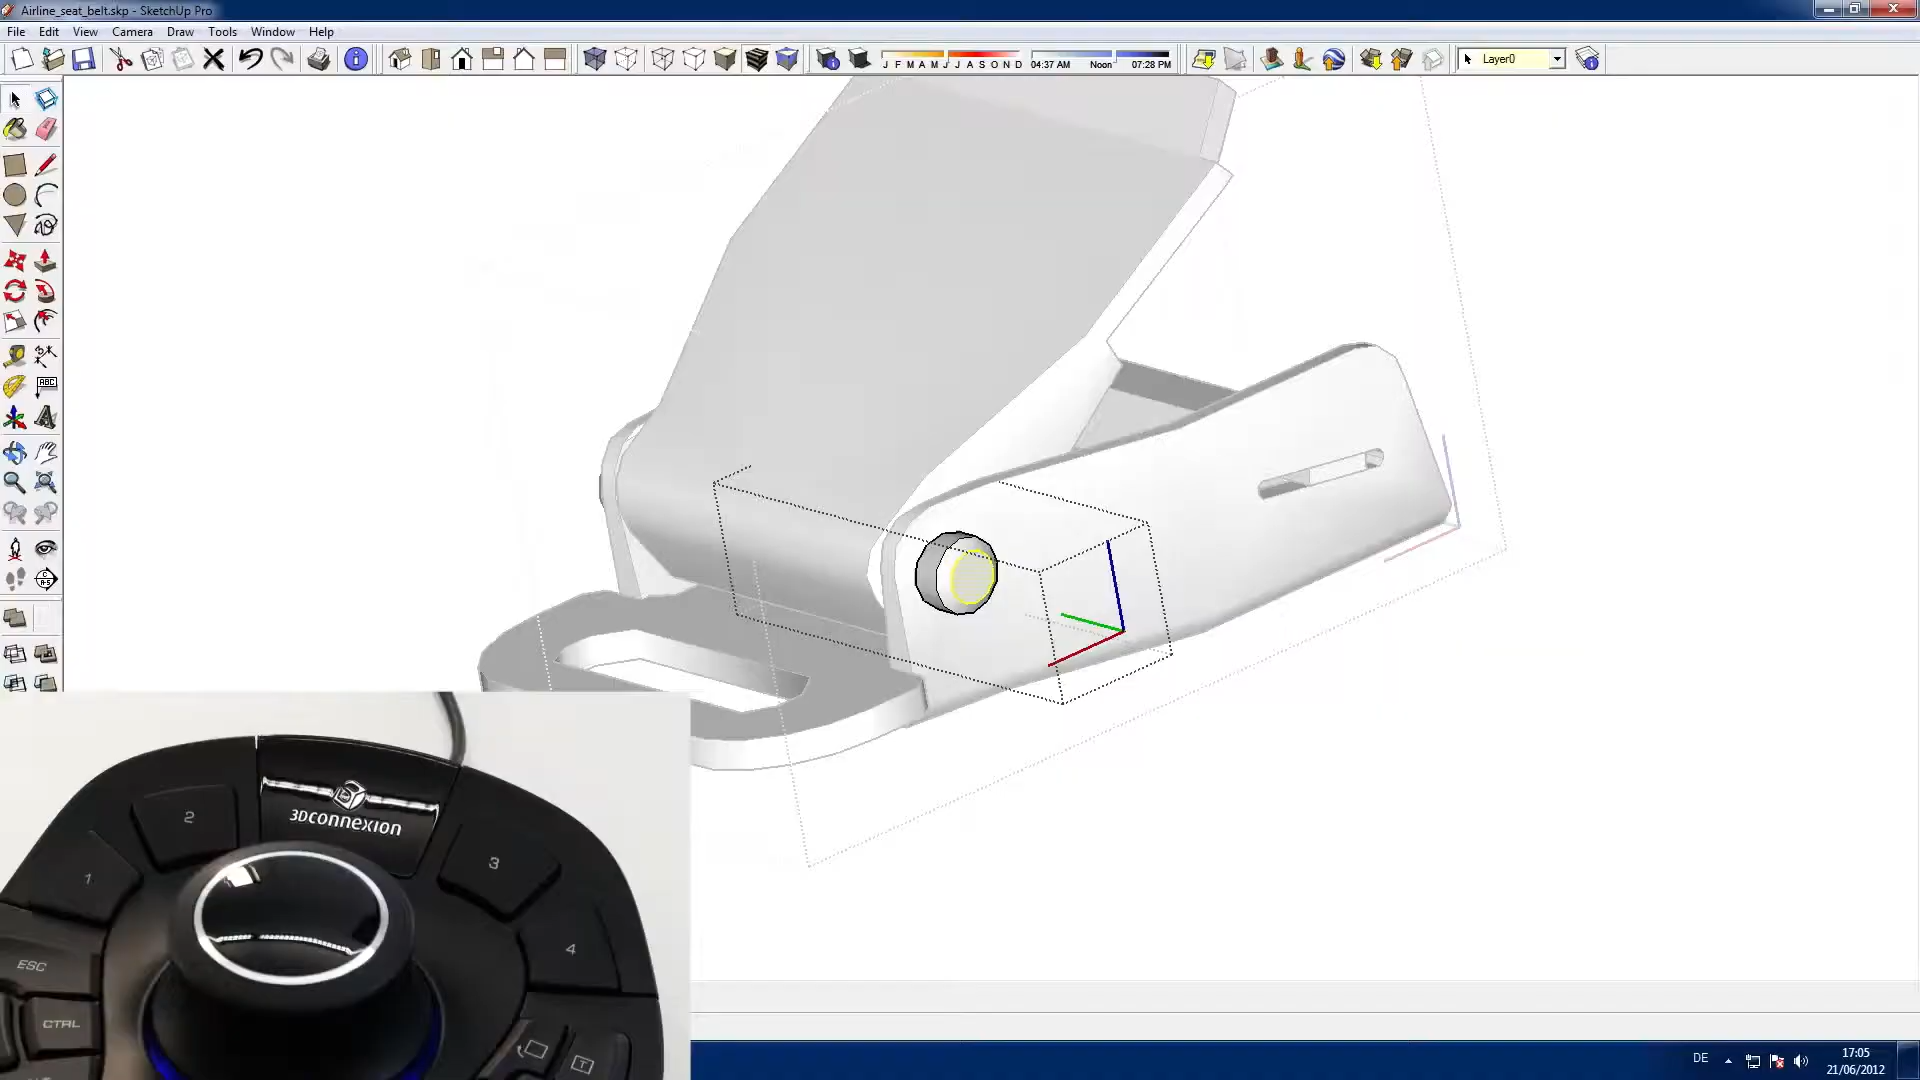 Airline_seat_belt.skp - SketchUp Pro
File Edit View Camera Draw Tools Window Help
J F M A M J J A S O N D 04:37 AM Noon 07:28 PM Layer0
ABC
3Dconnexion
1
2
3
4
ESC
CTRL
T
DE
17:05
21/06/2012